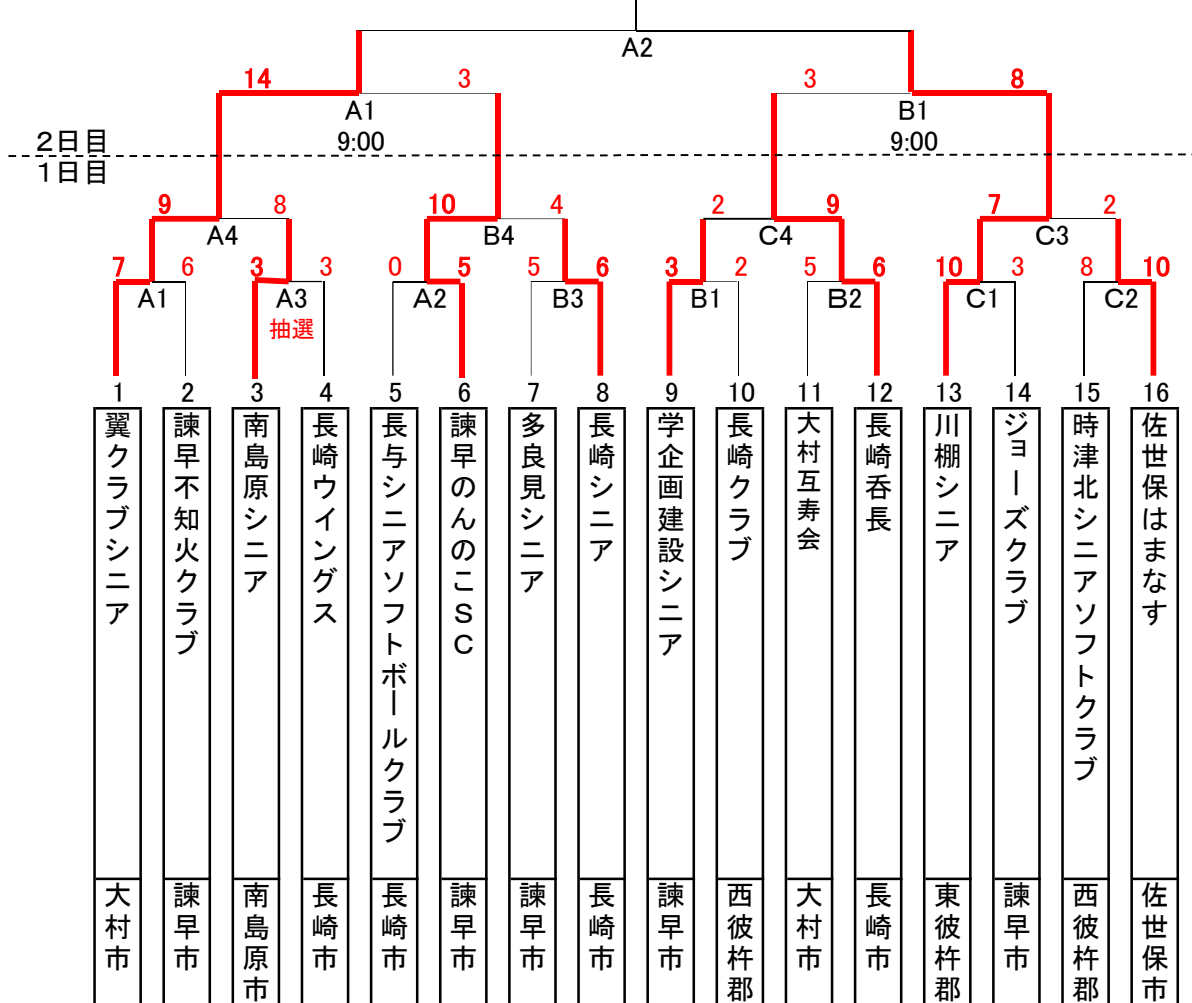 A2
14 3 3 8
A1 B1
2日目 9:00 9:00
1日目
9 8 10 4 2 9 7 2
A4 B4 C4 C3
7 6 3 3 0 5 5 6 3 2 5 6 10 3 8 10
A1 A3 A2 B3 B1 B2 C1 C2
抽選
1 2 3 4 5 6 7 8 9 10 11 12 13 14 15 16
翼クラブシニア
諫早不知火クラブ
南島原シニア
長崎ウイングス
長与シニアソフトボールクラブ
諫早のんのこSC
多良見シニア
長崎シニア
学企画建設シニア
長崎クラブ
大村互寿会
長崎呑長
川棚シニア
ジョーズクラブ
時津北シニアソフトクラブ
佐世保はまなす
大村市
諫早市
南島原市
長崎市
長崎市
諫早市
諫早市
長崎市
諫早市
西彼杵郡
大村市
長崎市
東彼杵郡
諫早市
西彼杵郡
佐世保市